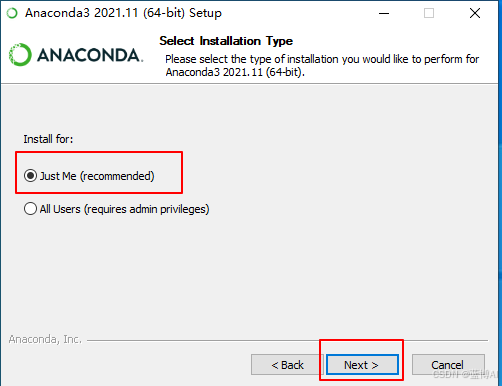 Anaconda3 2021.11 (64-bit) Setup
ANACONDA.
Select Installation Type
Please select the type of installation you would like to perform for
Anaconda3 2021.11 (64-bit).
Install for:
Just Me (recommended)
All Users (requires admin privileges)
Anaconda, Inc.
< Back
Next >
Cancel